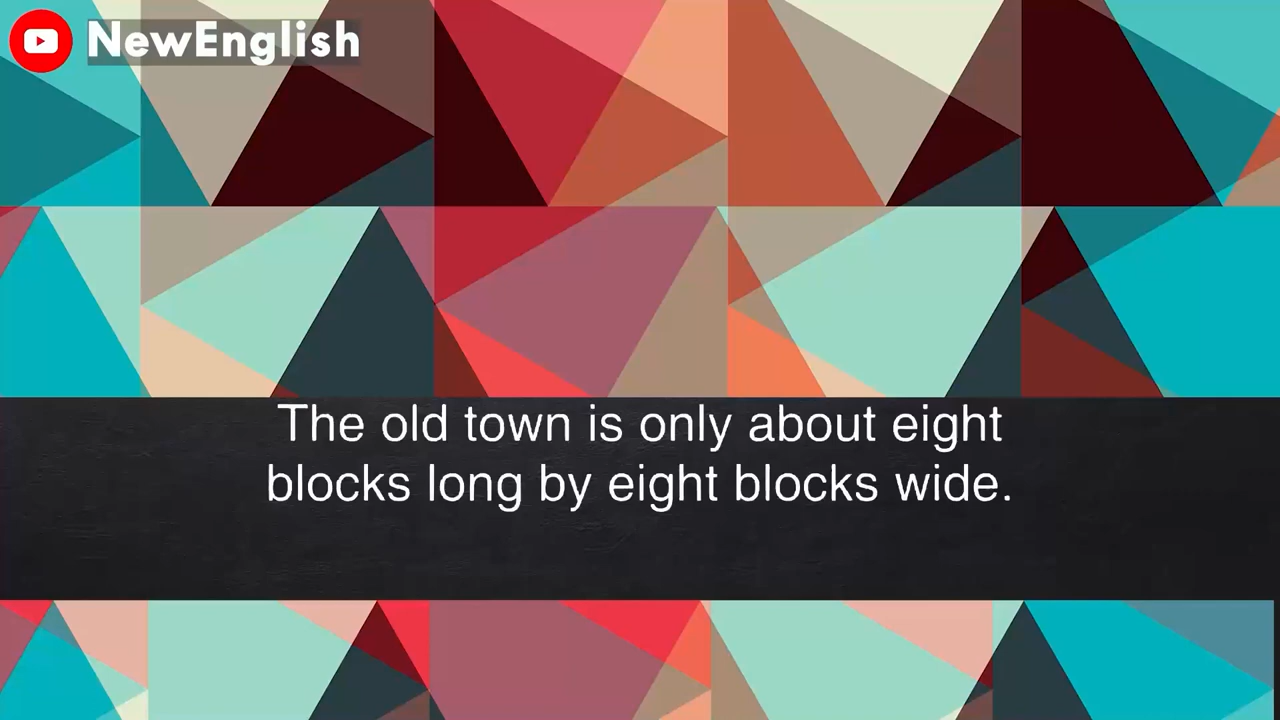 NewEnglish
The old town is only about eight
blocks long by eight blocks wide.